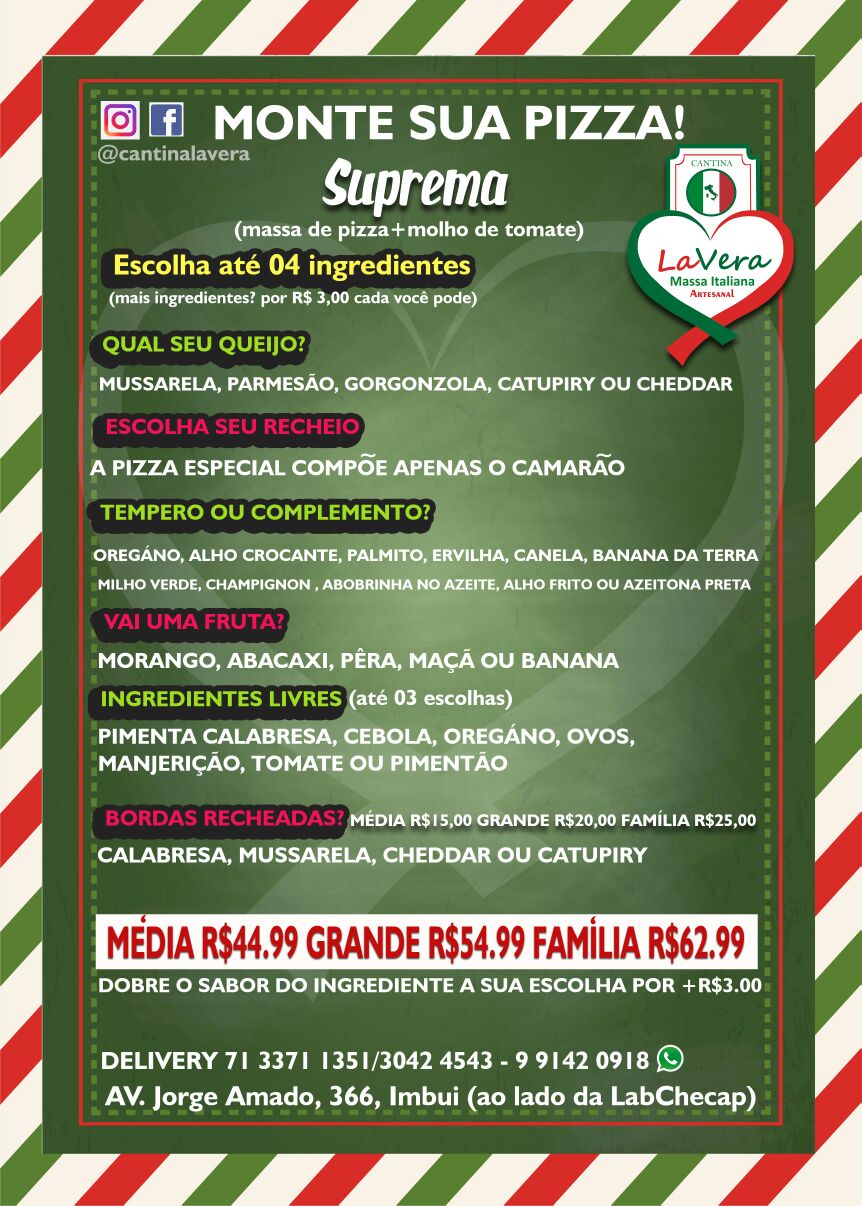 MONTE SUA PIZZA!
@cantinalavera
Suprema
(massa de pizza+molho de tomate)
CANTINA
LaVera
Massa Italiana
ARTESANAL
Escolha até 04 ingredientes
(mais ingredientes? por R$ 3,00 cada você pode)
QUAL SEU QUEIJO?
MUSSARELA, PARMESÃO, GORGONZOLA, CATUPIRY OU CHEDDAR
ESCOLHA SEU RECHEIO
A PIZZA ESPECIAL COMPÕE APENAS O CAMARÃO
TEMPERO OU COMPLEMENTO?
OREGÁNO, ALHO CROCANTE, PALMITO, ERVILHA, CANELA, BANANA DA TERRA
MILHO VERDE, CHAMPIGNON , ABOBRINHA NO AZEITE, ALHO FRITO OU AZEITONA PRETA
VAI UMA FRUTA?
MORANGO, ABACAXI, PÊRA, MAÇÃ OU BANANA
INGREDIENTES LIVRES (até 03 escolhas)
PIMENTA CALABRESA, CEBOLA, OREGÁNO, OVOS,
MANJERIÇÃO, TOMATE OU PIMENTÃO
BORDAS RECHEADAS? MÉDIA R$15,00 GRANDE R$20,00 FAMÍLIA R$25,00
CALABRESA, MUSSARELA, CHEDDAR OU CATUPIRY
MÉDIA R$44.99 GRANDE R$54.99 FAMÍLIA R$62.99
DOBRE O SABOR DO INGREDIENTE A SUA ESCOLHA POR +R$3.00
DELIVERY 71 3371 1351/3042 4543 - 9 9142 0918
AV. Jorge Amado, 366, Imbui (ao lado da LabChecap)